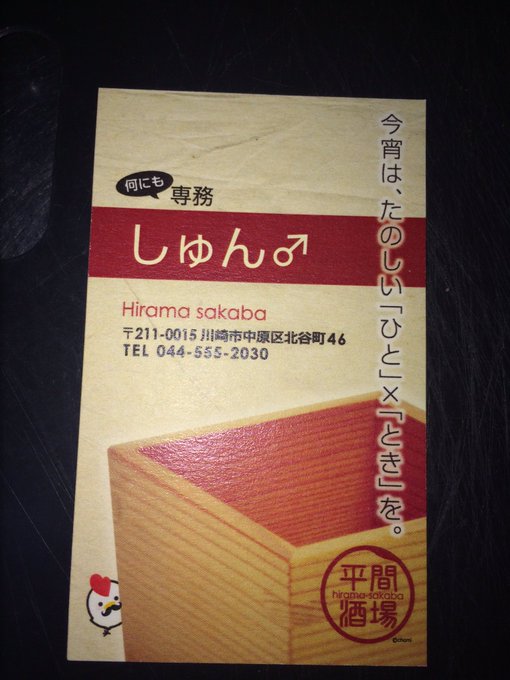 今宵は、たのしい「ひと」×「とき」を。
何にも
専務
しゅん♂
Hirama sakaba
〒211-0015 川崎市中原区北谷町46
TEL 044-555-2030
平間
hirama-sakaba
酒場
©chami